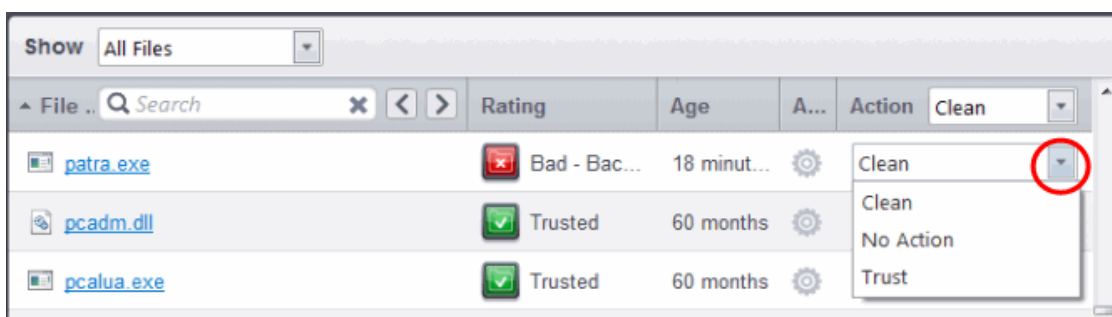 Show All Files
File .. Search Rating Age A... Action Clean
patra.exe Bad - Bac... 18 minut... Clean
Clean
pcadm.dll Trusted 60 months
No Action
pcalua.exe Trusted 60 months
Trust